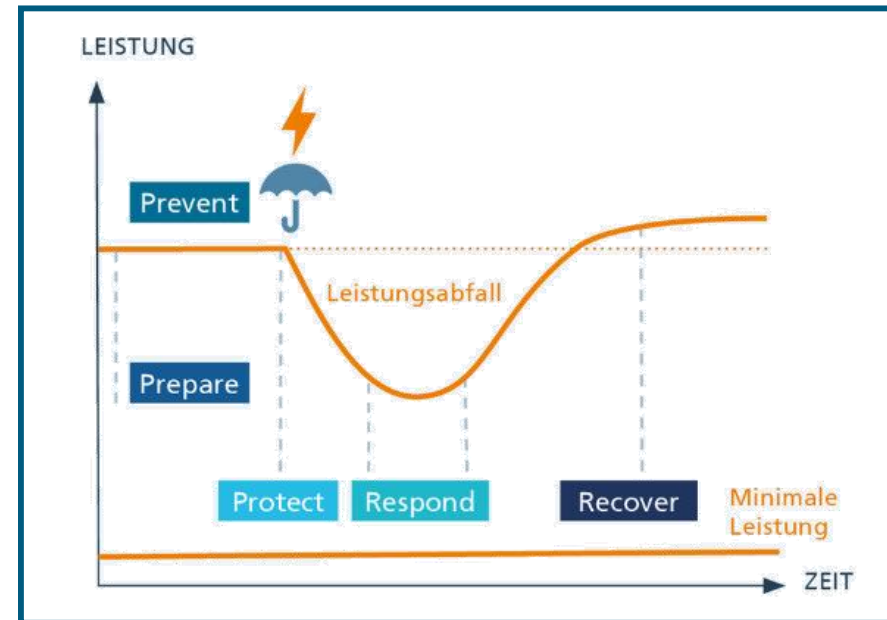 LEISTUNG
Prevent
Leistungsabfall
Prepare
Protect
Respond
Recover
Minimale
Leistung
ZEIT